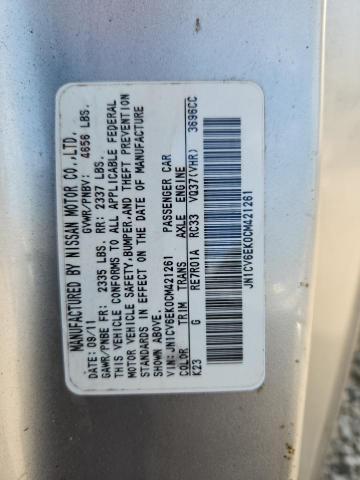 MANUFACTURED BY NISSAN MOTOR CO.,LTD.
09/11 GVWR/PNBV: 4656 LBS.
GAWR/PNBE FR: 2335 LBS. RR: 2337 LBS.
THIS VEHICLE CONFORMS TO ALL APPLICABLE FEDERAL
MOTOR VEHICLE SAFETY,BUMPER,AND THEFT PREVENTION
STANDARDS IN EFFECT ON THE DATE OF MANUFACTURE
SHOWN ABOVE.
VIN:JN1CV6EK0CM421261 PASSENGER CAR
COLOR TRIM TRANS AXLE ENGINE
K23 G RE7R01A RC33 VQ37(VHR) 3696CC
JN1CV6EK0CM421261